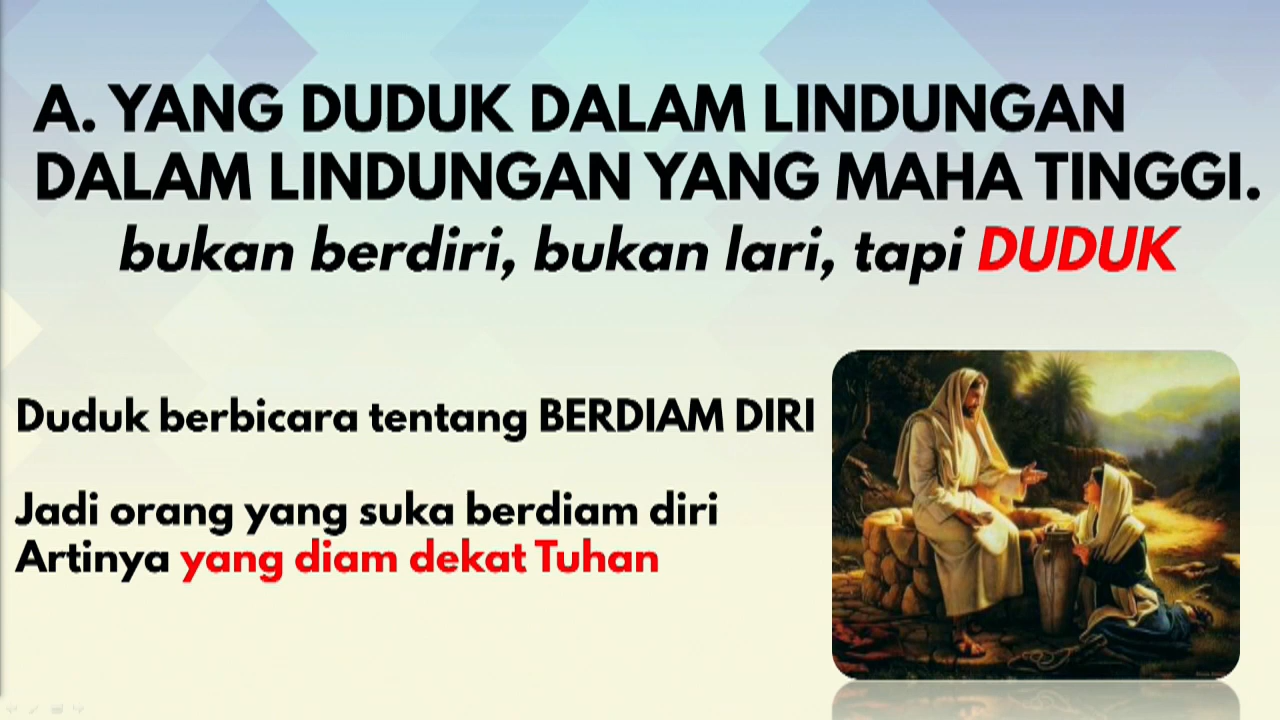 A. YANG DUDUK DALAM LINDUNGAN
DALAM LINDUNGAN YANG MAHA TINGGI.
bukan berdiri, bukan lari, tapi DUDUK
Duduk berbicara tentang BERDIAM DIRI
Jadi orang yang suka berdiam diri
Artinya yang diam dekat Tuhan